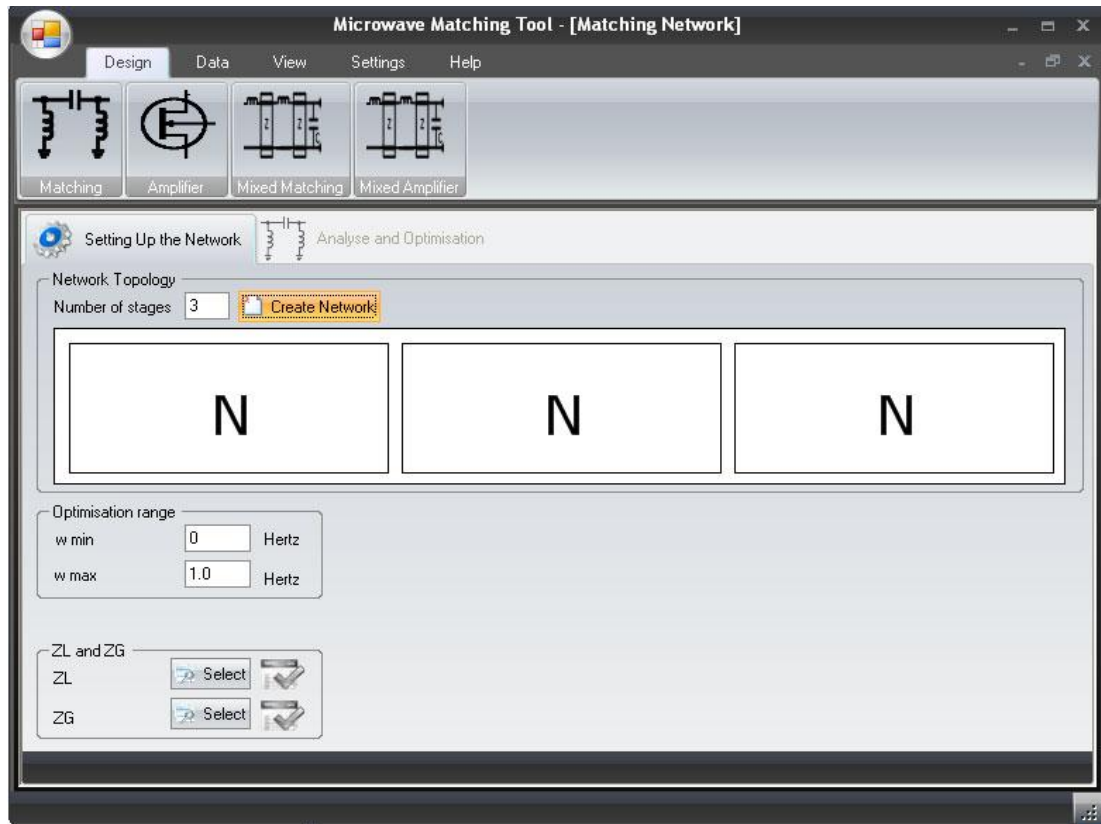 Microwave Matching Tool - [Matching Network]
Design Data View Settings Help
Matching Amplifier Mixed Matching Mixed Amplifier
Setting Up the Network Analyse and Optimisation
Network Topology
Number of stages 3 Create Network
N N N
Optimisation range
w min 0 Hertz
w max 1.0 Hertz
ZL and ZG
ZL Select
ZG Select